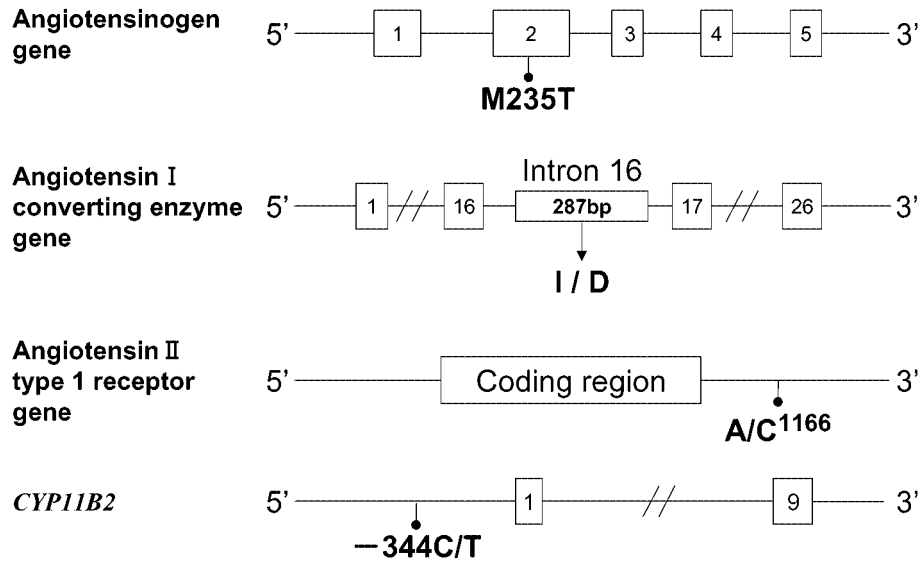 Angiotensinogen
gene
5’ 1 2 3 4 5 3’
M235T
Angiotensin Ⅰ
converting enzyme
gene
Intron 16
5’ 1 16 287bp 17 26 3’
I / D
Angiotensin Ⅱ
type 1 receptor
gene
5’ Coding region 3’
A/C1166
CYP11B2
5’ 1 9 3’
—344C/T